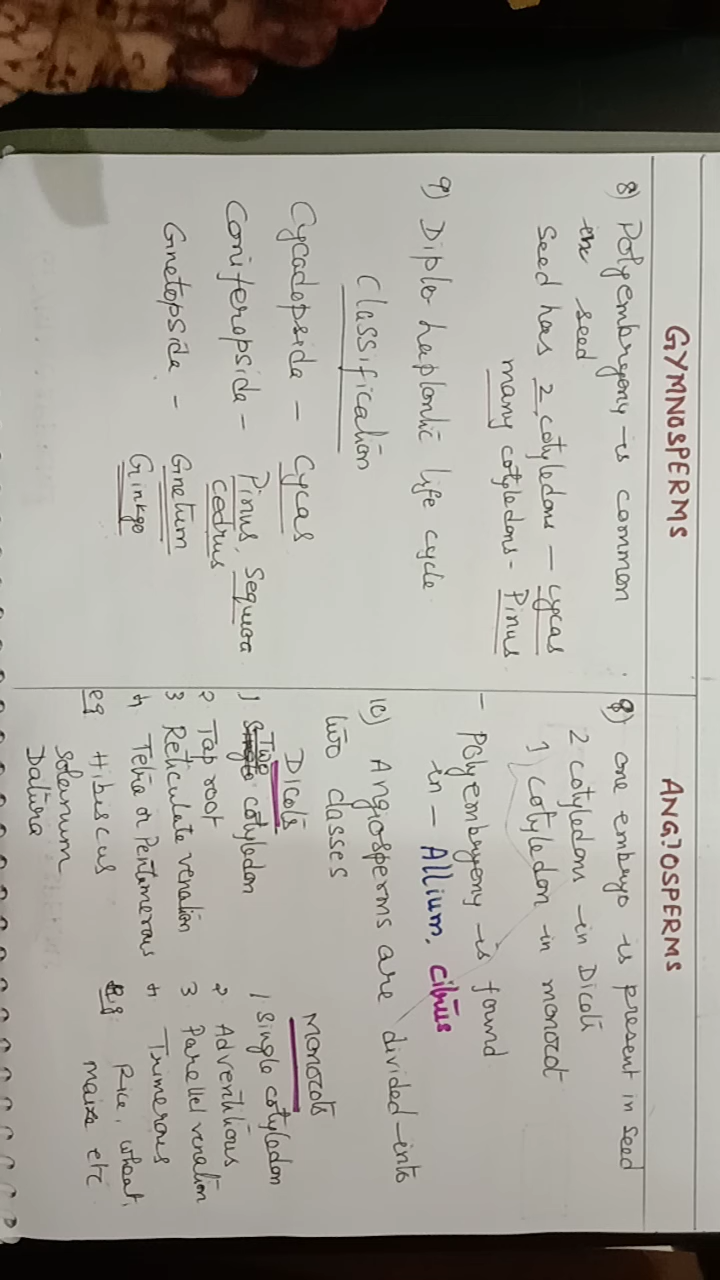 GYMNOSPERMS
8) Polyembryony is common
in seed
Seed has 2 cotyledons - Cycas
many cotyledons - Pinus.
9) Diplo haplontic life cycle.
Classification
Cycadopsida - Cycas
Coniferopsida - Pinus, Sequoa.
Cedrus
Gnetopsida - Gnetum
Ginkgo
ANGIOSPERMS
9) one embryo is present in seed
2 cotyledons in Dicot
1) cotyledon in monocot
- Polyembryony is found
in - Allium, Citrus
10) Angiosperms are divided into
two classes
Dicots
1 Two cotyledon
2 Tap root
3 Reticulate venation
4 Tetra or Pentamerous
eg Hibiscus
Solanum
Datura
Monocots
1 Single cotyledon
2 Adventitious
3 Parellel venation
4 Trimerous
eg: Rice, wheat,
maize etc